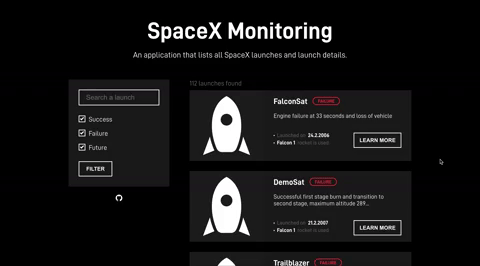 SpaceX Monitoring
An application that lists all SpaceX launches and launch details.
Search a launch
Success
Failure
Future
FILTER
112 launches found
FalconSat FAILURE
Engine failure at 33 seconds and loss of vehicle
• Launched on 24.2.2006
• Falcon 1 rocket is used
LEARN MORE
DemoSat FAILURE
Successful first stage burn and transition to
second stage, maximum altitude 289...
• Launched on 21.2.2007
• Falcon 1 rocket is used
LEARN MORE
Trailblazer FAILURE